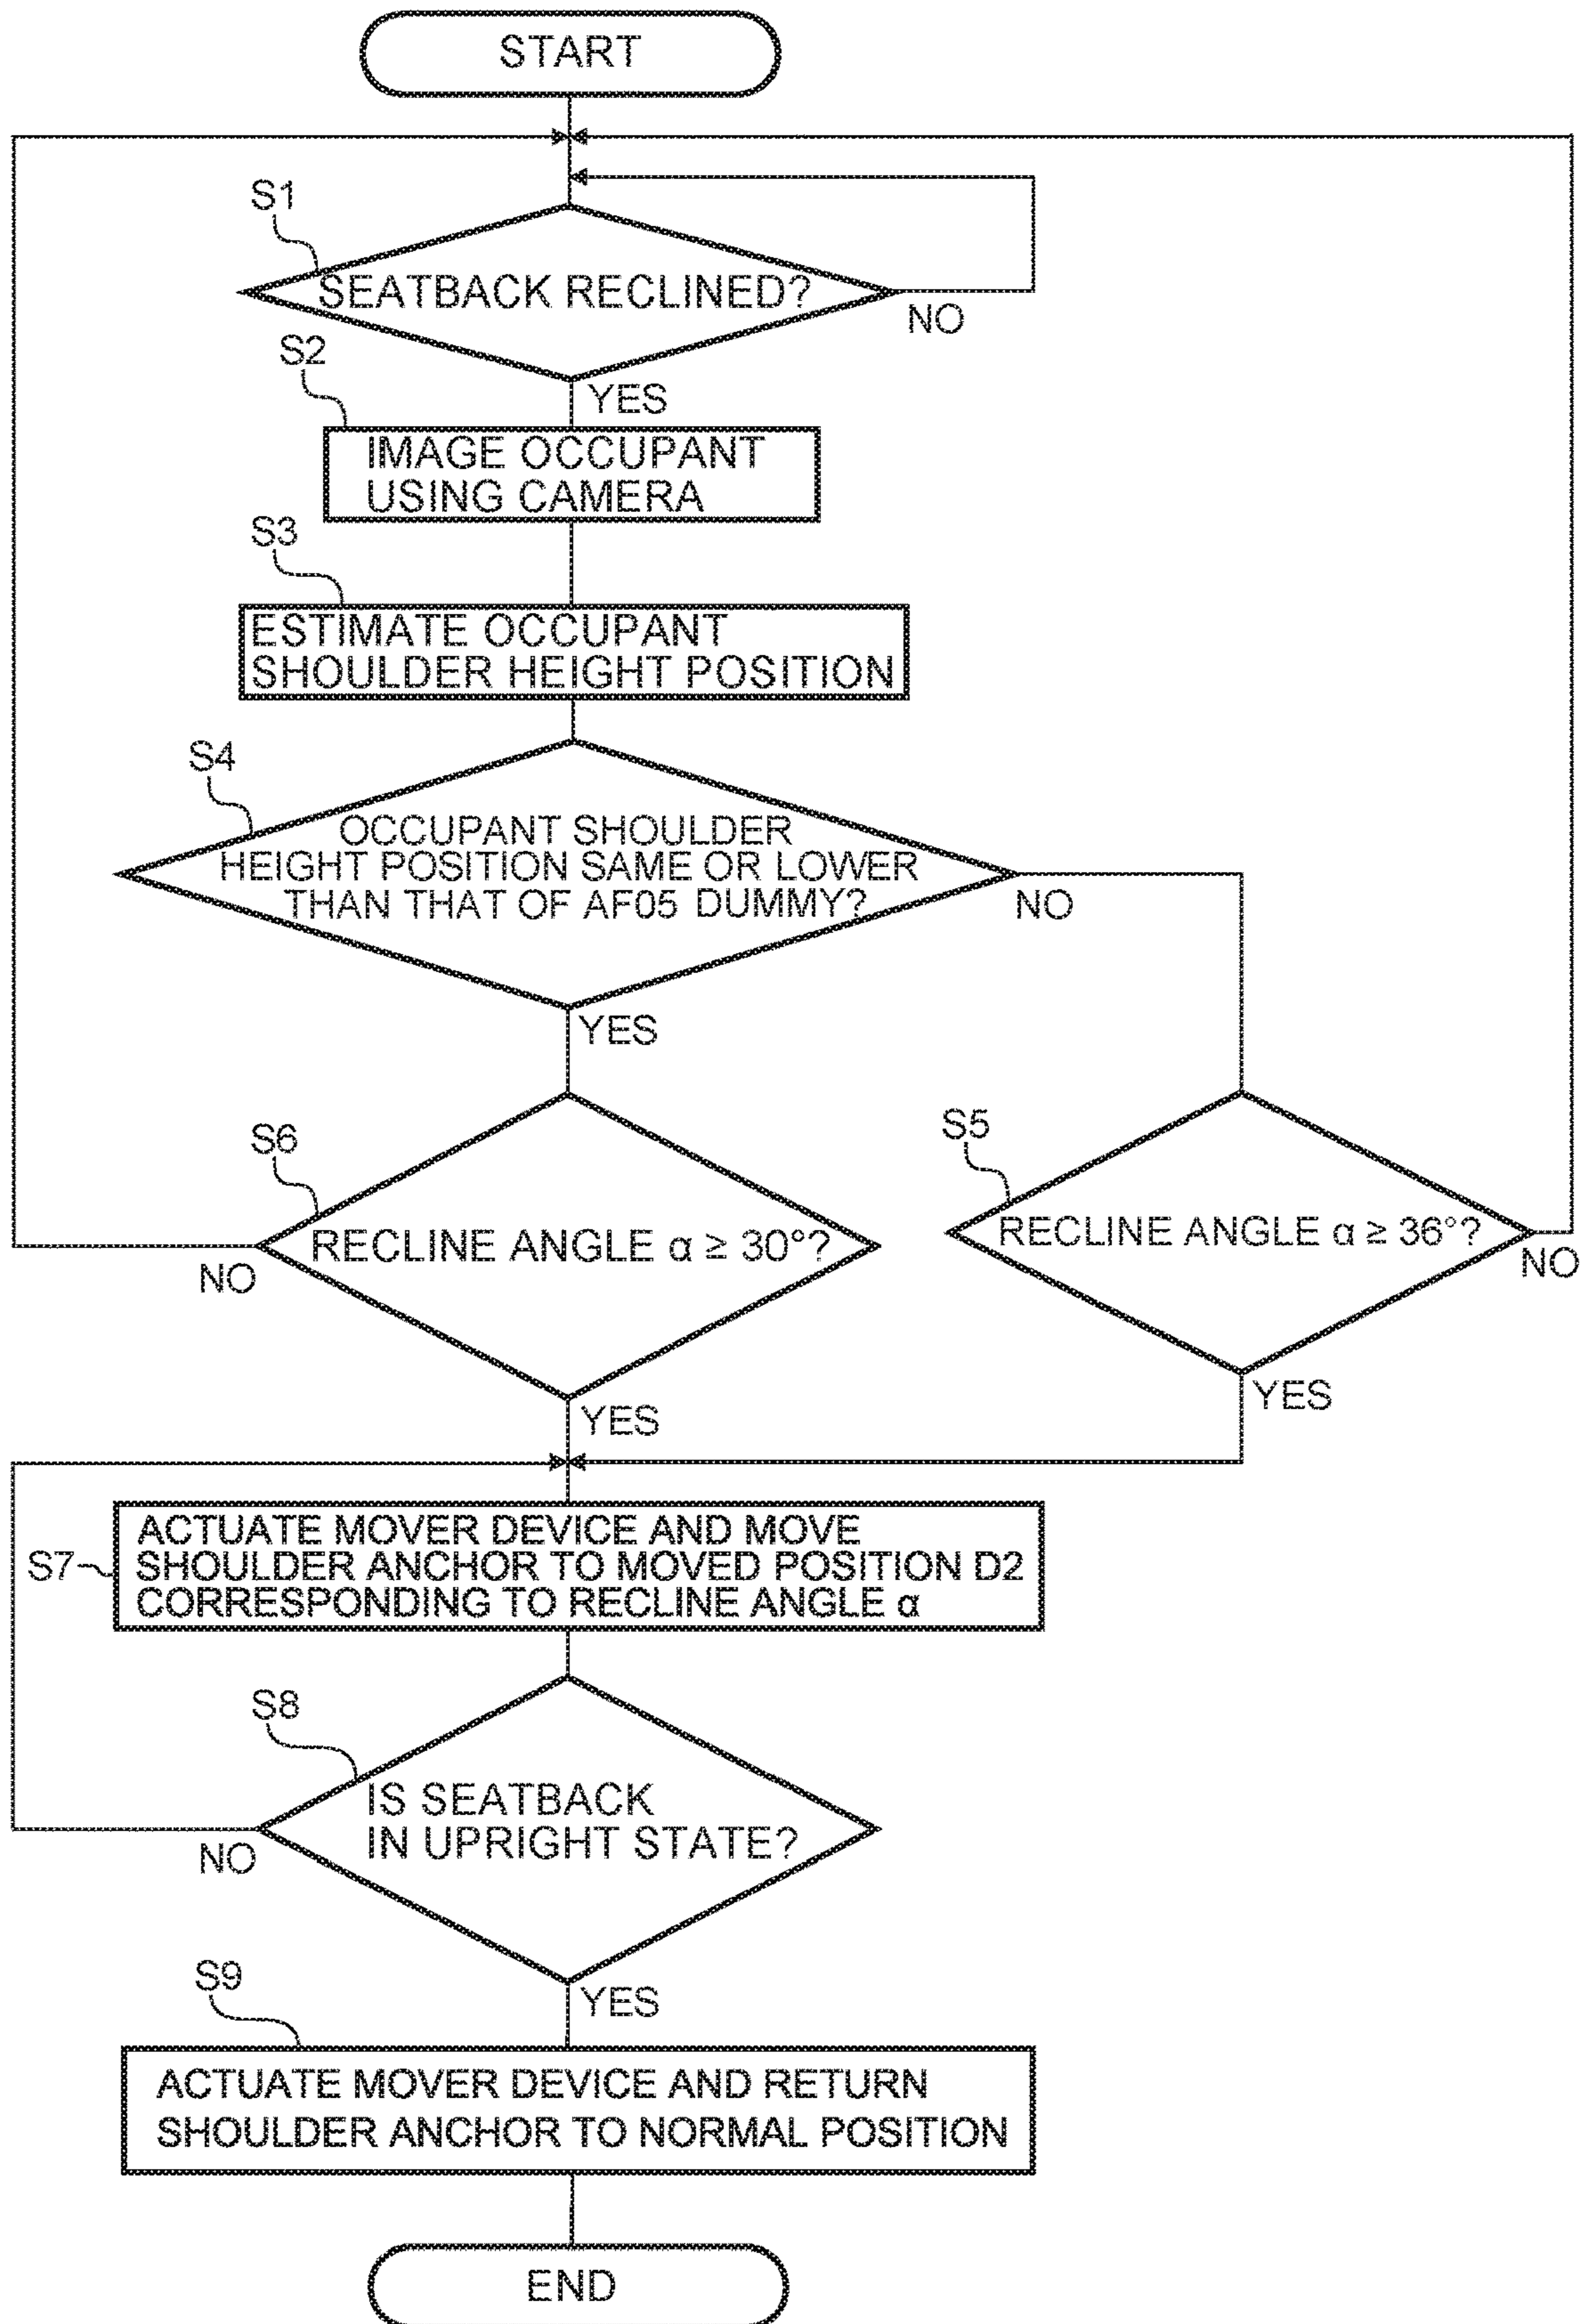 START
S1
SEATBACK RECLINED?
NO
S2
YES
IMAGE OCCUPANT
USING CAMERA
S3
ESTIMATE OCCUPANT
SHOULDER HEIGHT POSITION
S4
OCCUPANT SHOULDER
HEIGHT POSITION SAME OR LOWER
THAN THAT OF AF05 DUMMY?
NO
YES
S6
RECLINE ANGLE α ≥ 30°?
NO
S5
RECLINE ANGLE α ≥ 36°?
NO
YES
YES
S7
ACTUATE MOVER DEVICE AND MOVE
SHOULDER ANCHOR TO MOVED POSITION D2
CORRESPONDING TO RECLINE ANGLE α
S8
IS SEATBACK
IN UPRIGHT STATE?
NO
YES
S9
ACTUATE MOVER DEVICE AND RETURN
SHOULDER ANCHOR TO NORMAL POSITION
END